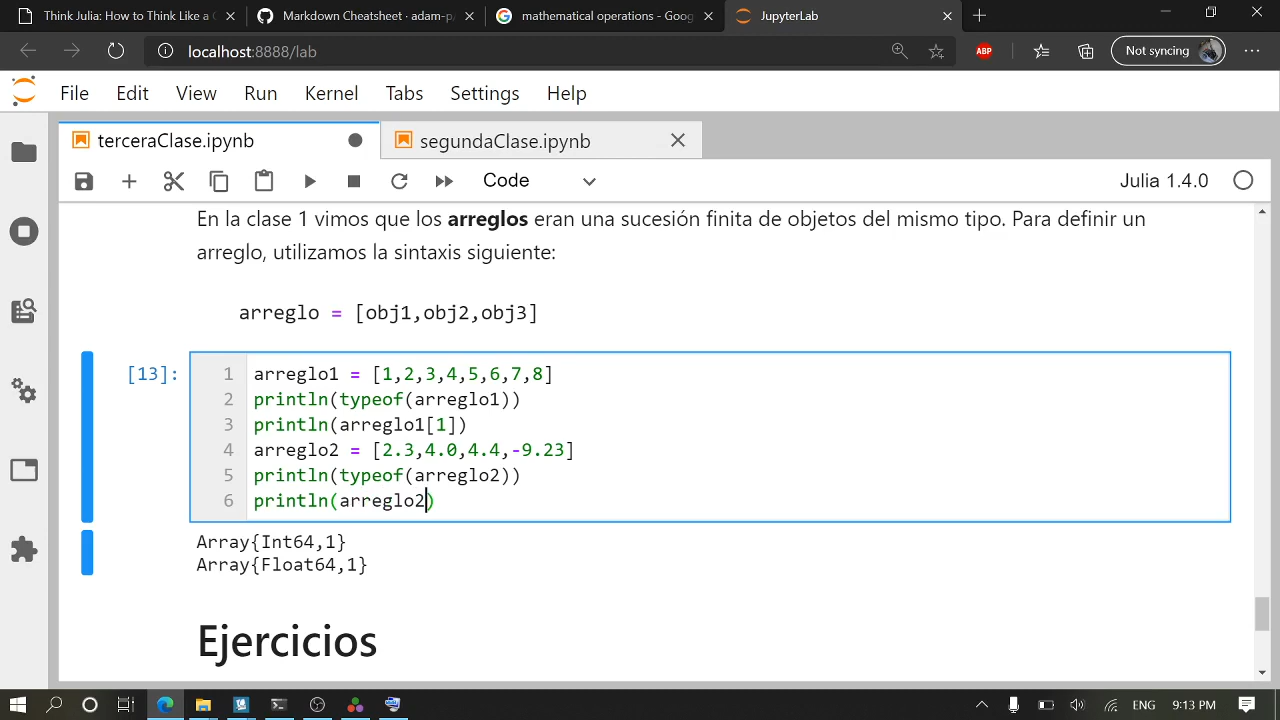 Think Julia: How to Think Like a C
Markdown Cheatsheet · adam-p/
mathematical operations - Goog
JupyterLab
localhost:8888/lab
ABP
Not syncing
File Edit View Run Kernel Tabs Settings Help
terceraClase.ipynb
segundaClase.ipynb
Code
Julia 1.4.0
En la clase 1 vimos que los arreglos eran una sucesión finita de objetos del mismo tipo. Para definir un
arreglo, utilizamos la sintaxis siguiente:
arreglo = [obj1,obj2,obj3]
[13]:
1 arreglo1 = [1,2,3,4,5,6,7,8]
2 println(typeof(arreglo1))
3 println(arreglo1[1])
4 arreglo2 = [2.3,4.0,4.4,-9.23]
5 println(typeof(arreglo2))
6 println(arreglo2)
Array{Int64,1}
Array{Float64,1}
Ejercicios
ENG 9:13 PM